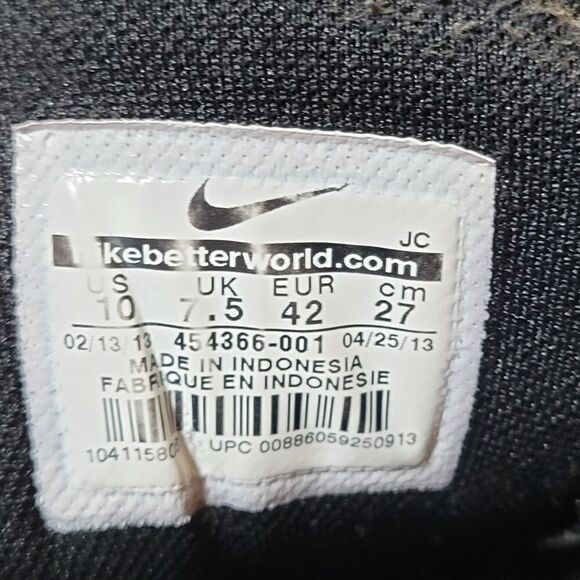 JC
nikebetterworld.com
US UK EUR cm
10 7.5 42 27
02/13/13 454366-001 04/25/13
MADE IN INDONESIA
FABRIQUE EN INDONESIE
UPC 00886059250913